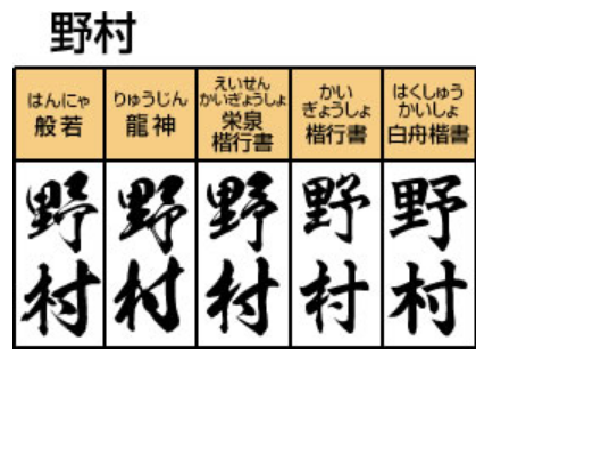 野村
はんにゃ
般若
りゅうじん
龍神
えいせん
かいぎょうしょ
栄泉
楷行書
かい
ぎょうしょ
楷行書
はくしゅう
かいしょ
白舟楷書
野
村
野
村
野
村
野
村
野
村